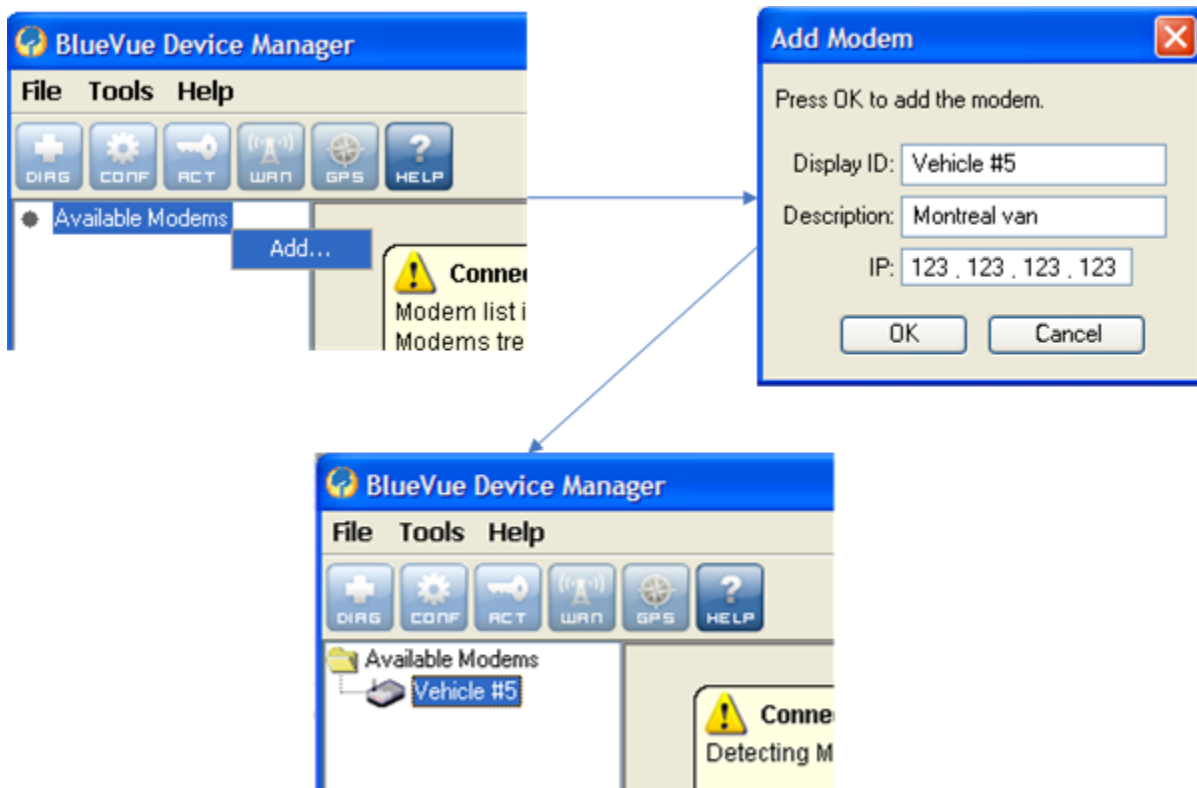 BlueVue Device Manager
File Tools Help
DIAG CONF ACT WAN GPS HELP
Available Modems
Add...
Modem list i
Modems tre
Add Modem
Press OK to add the modem.
Display ID: Vehicle #5
Description: Montreal van
IP: 123 . 123 . 123 . 123
OK Cancel
BlueVue Device Manager
File Tools Help
DIAG CONF ACT WAN GPS HELP
Available Modems
Vehicle #5
Conne
Detecting M